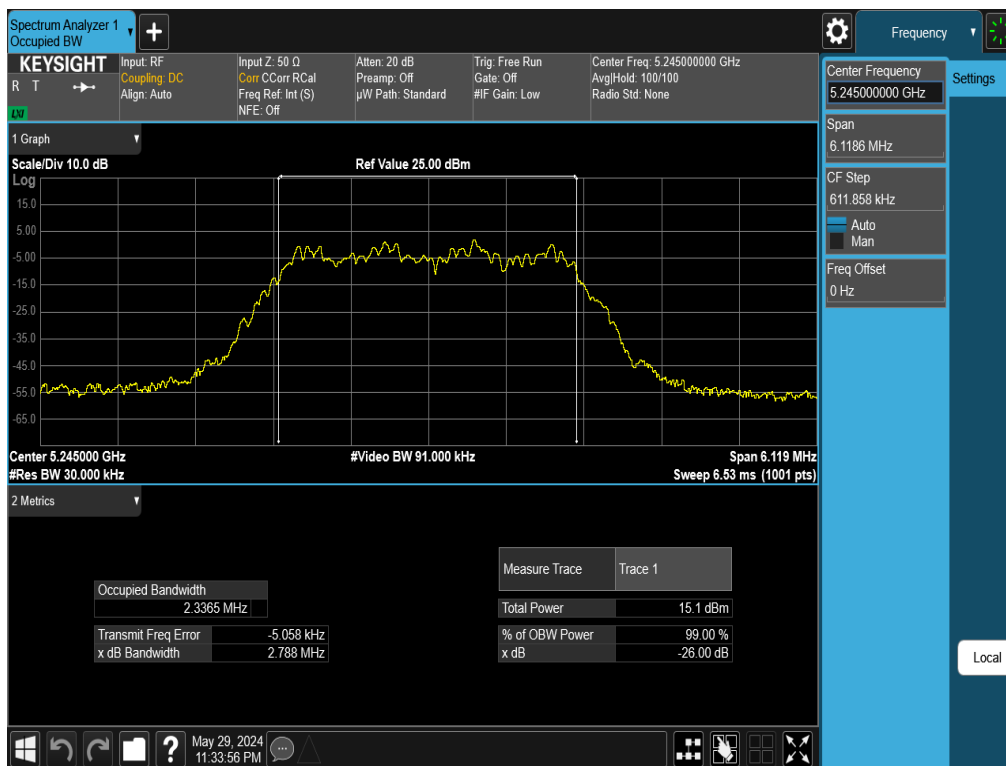 Spectrum Analyzer 1
Occupied BW
Frequency
KEYSIGHT
R T
LXI
Input: RF
Coupling: DC
Align: Auto
Input Z: 50 Ω
Corr CCorr RCal
Freq Ref: Int (S)
NFE: Off
Atten: 20 dB
Preamp: Off
µW Path: Standard
Trig: Free Run
Gate: Off
#IF Gain: Low
Center Freq: 5.245000000 GHz
Avg|Hold: 100/100
Radio Std: None
Center Frequency
5.245000000 GHz
Settings
Span
6.1186 MHz
CF Step
611.858 kHz
Auto
Man
Freq Offset
0 Hz
Local
1 Graph
Scale/Div 10.0 dB
Ref Value 25.00 dBm
Log
15.0
5.00
-5.00
-15.0
-25.0
-35.0
-45.0
-55.0
-65.0
Center 5.245000 GHz
#Video BW 91.000 kHz
Span 6.119 MHz
#Res BW 30.000 kHz
Sweep 6.53 ms (1001 pts)
2 Metrics
Occupied Bandwidth
2.3365 MHz
Transmit Freq Error -5.058 kHz
x dB Bandwidth 2.788 MHz
Measure Trace Trace 1
Total Power 15.1 dBm
% of OBW Power 99.00 %
x dB -26.00 dB
May 29, 2024
11:33:56 PM